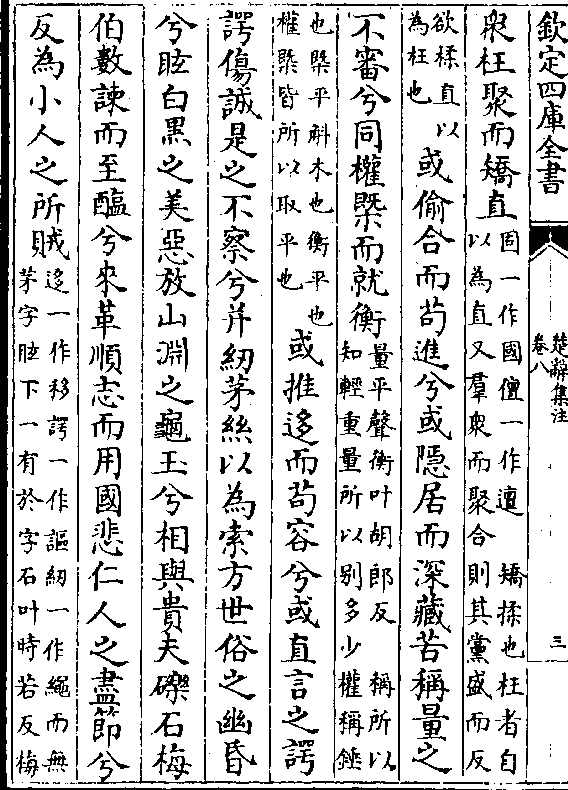 欽定四庫全書
楚辭集注
卷八
三
衆枉聚而矯直
固一作國儃一作邅　矯揉也枉者自
以為直又羣衆而聚合則其黨盛而反
欲揉直以
為枉也
或偷合而茍進兮或隠居而深藏苦稱量之
不審兮同權槩而就衡
量平聲衡叶胡郎反　稱所以
知輕重量所以别多少權稱錘
也槩平斛木也衡平也
權槩皆所以取平也
或推迻而茍容兮或直言之諤
諤傷誠是之不察兮并紉茅絲以為索方世俗之幽昏
兮眩白黒之美惡放山淵之龜玉兮相與貴夫礫石梅
伯數諫而至醢兮來革順志而用國悲仁人之盡節兮
反為小人之所賊
迻一作移諤一作謳紉一作繩而無
茅字眩下一有於字石叶時若反梅